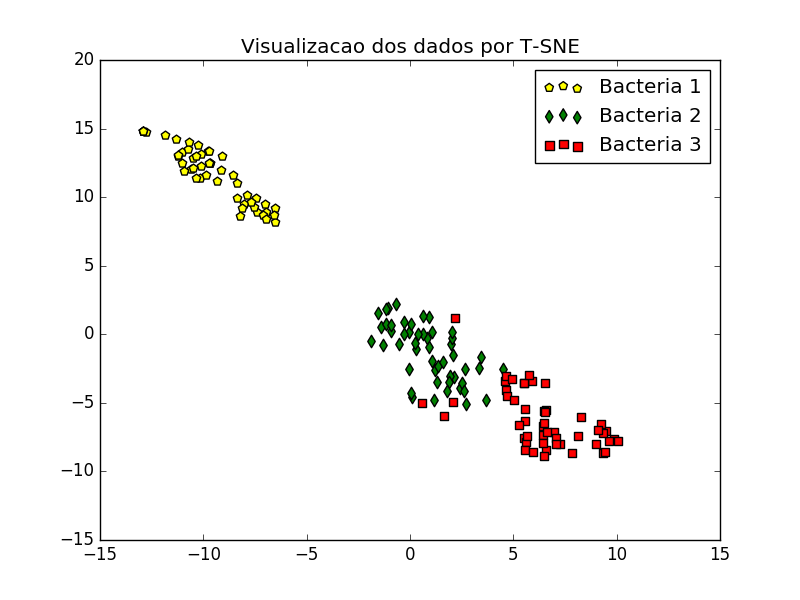 Visualizacao dos dados por T-SNE
20
15
10
5
0
−5
−10
−15
−15 −10 −5 0 5 10 15
Bacteria 1
Bacteria 2
Bacteria 3